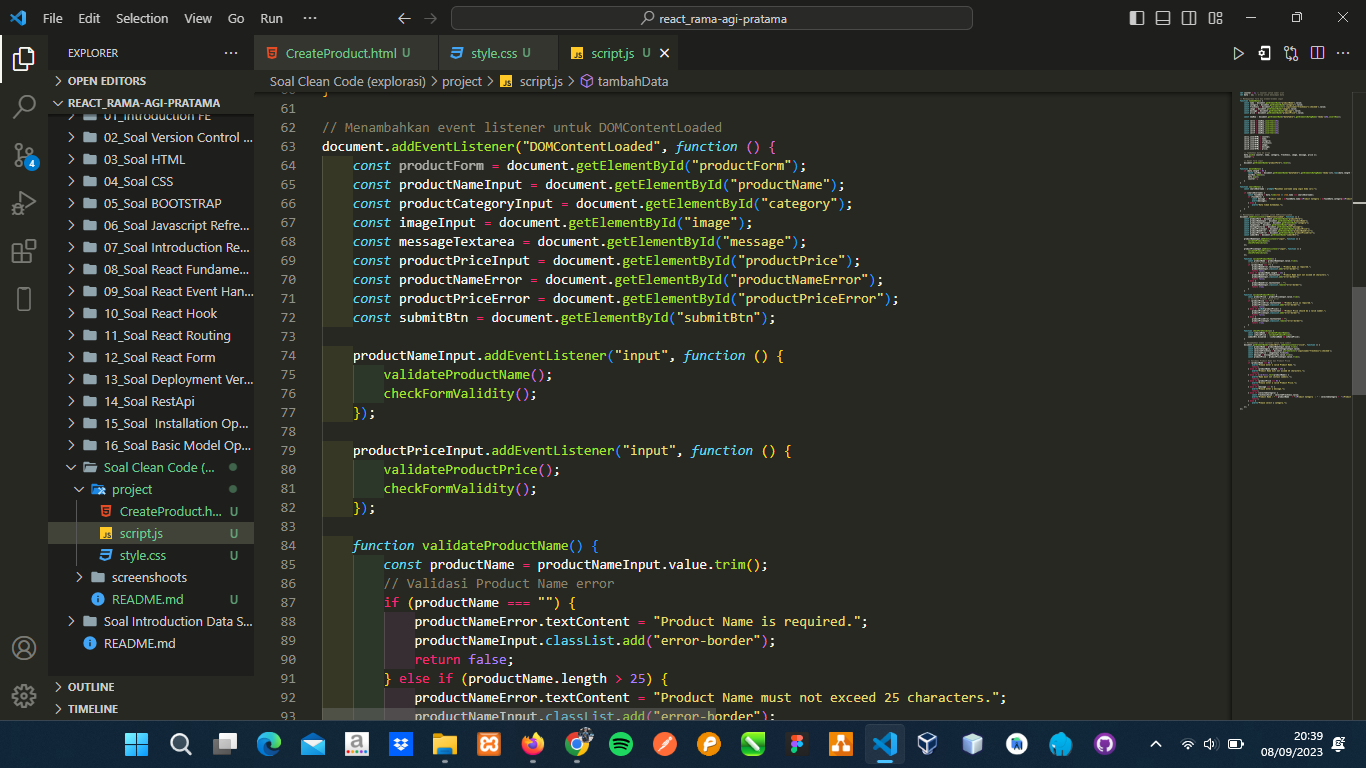 File Edit Selection View Go Run ···
react_rama-agi-pratama
EXPLORER ···
CreateProduct.html U
style.css U
script.js U
OPEN EDITORS
Soal Clean Code (explorasi) > project > script.js > tambahData
REACT_RAMA-AGI-PRATAMA
01_Introduction FE
02_Soal Version Control ...
03_Soal HTML
04_Soal CSS
05_Soal BOOTSTRAP
06_Soal Javascript Refre...
07_Soal Introduction Re...
08_Soal React Fundame...
09_Soal React Event Han...
10_Soal React Hook
11_Soal React Routing
12_Soal React Form
13_Soal Deployment Ver...
14_Soal RestApi
15_Soal Installation Op...
16_Soal Basic Model Op...
Soal Clean Code (...
project
CreateProduct.h... U
script.js U
style.css U
screenshoots
README.md U
Soal Introduction Data S...
README.md
OUTLINE
TIMELINE
4
61
62 // Menambahkan event listener untuk DOMContentLoaded
63 document.addEventListener("DOMContentLoaded", function () {
64 const productForm = document.getElementById("productForm");
65 const productNameInput = document.getElementById("productName");
66 const productCategoryInput = document.getElementById("category");
67 const imageInput = document.getElementById("image");
68 const messageTextarea = document.getElementById("message");
69 const productPriceInput = document.getElementById("productPrice");
70 const productNameError = document.getElementById("productNameError");
71 const productPriceError = document.getElementById("productPriceError");
72 const submitBtn = document.getElementById("submitBtn");
73
74 productNameInput.addEventListener("input", function () {
75 validateProductName();
76 checkFormValidity();
77 });
78
79 productPriceInput.addEventListener("input", function () {
80 validateProductPrice();
81 checkFormValidity();
82 });
83
84 function validateProductName() {
85 const productName = productNameInput.value.trim();
86 // Validasi Product Name error
87 if (productName === "") {
88 productNameError.textContent = "Product Name is required.";
89 productNameInput.classList.add("error-border");
90 return false;
91 } else if (productName.length > 25) {
92 productNameError.textContent = "Product Name must not exceed 25 characters.";
93 productNameInput.classList.add("error-border");
20:39
08/09/2023